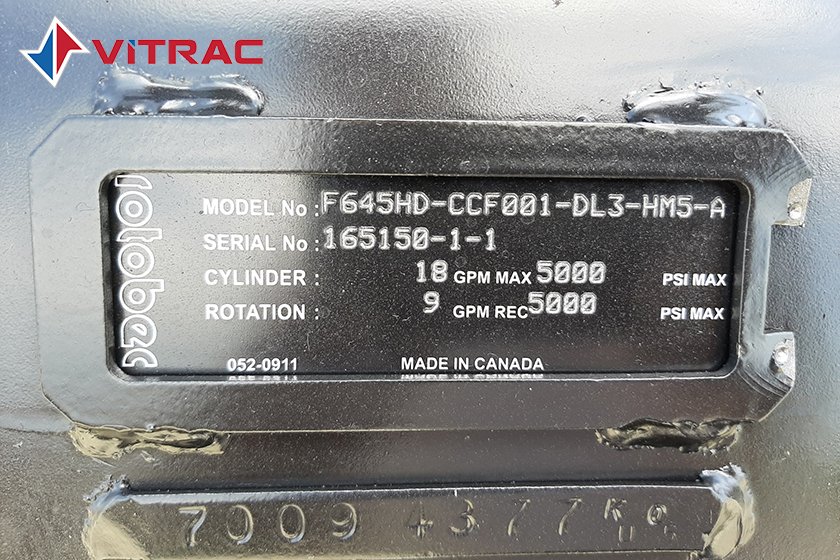 VITRAC
rotobec
MODEL No : F645HD-CCF001-DL3-HM5-A
SERIAL No : 165150-1-1
CYLINDER : 18 GPM MAX 5000 PSI MAX
ROTATION : 9 GPM REC 5000 PSI MAX
052-0911 MADE IN CANADA
7009 4377